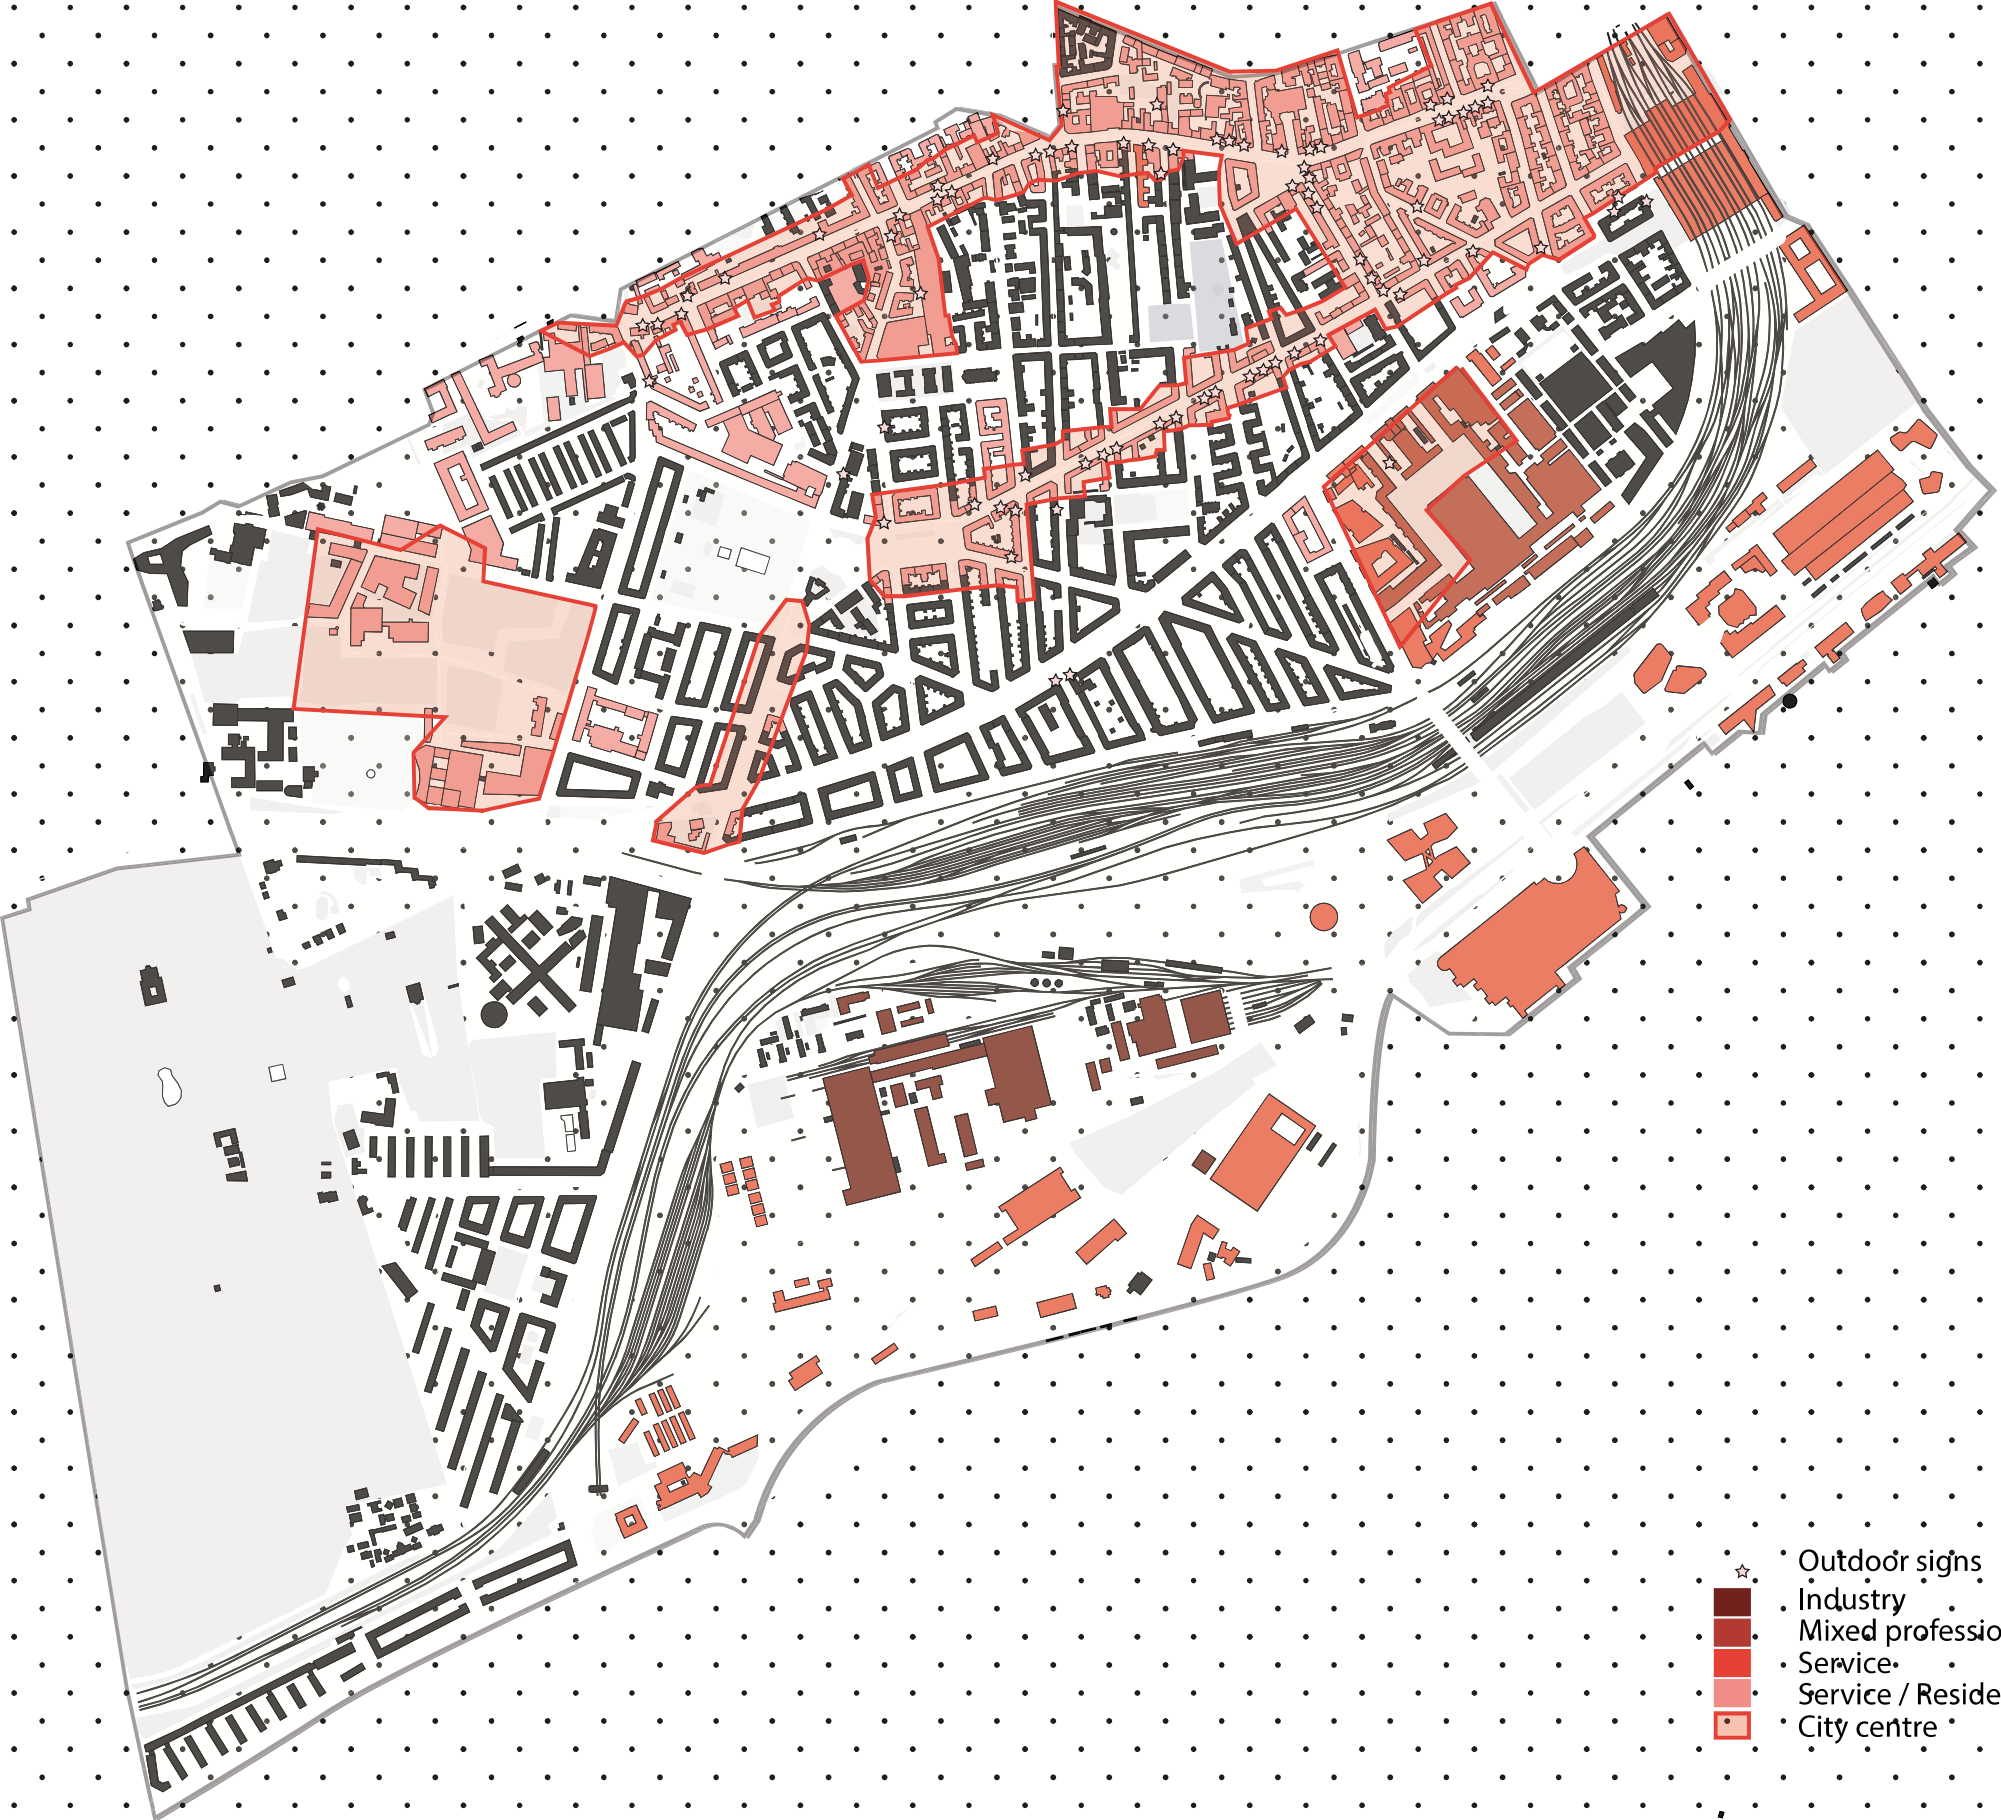 Outdoor signs
Industry
Mixed professio
Service
Service / Reside
City centre